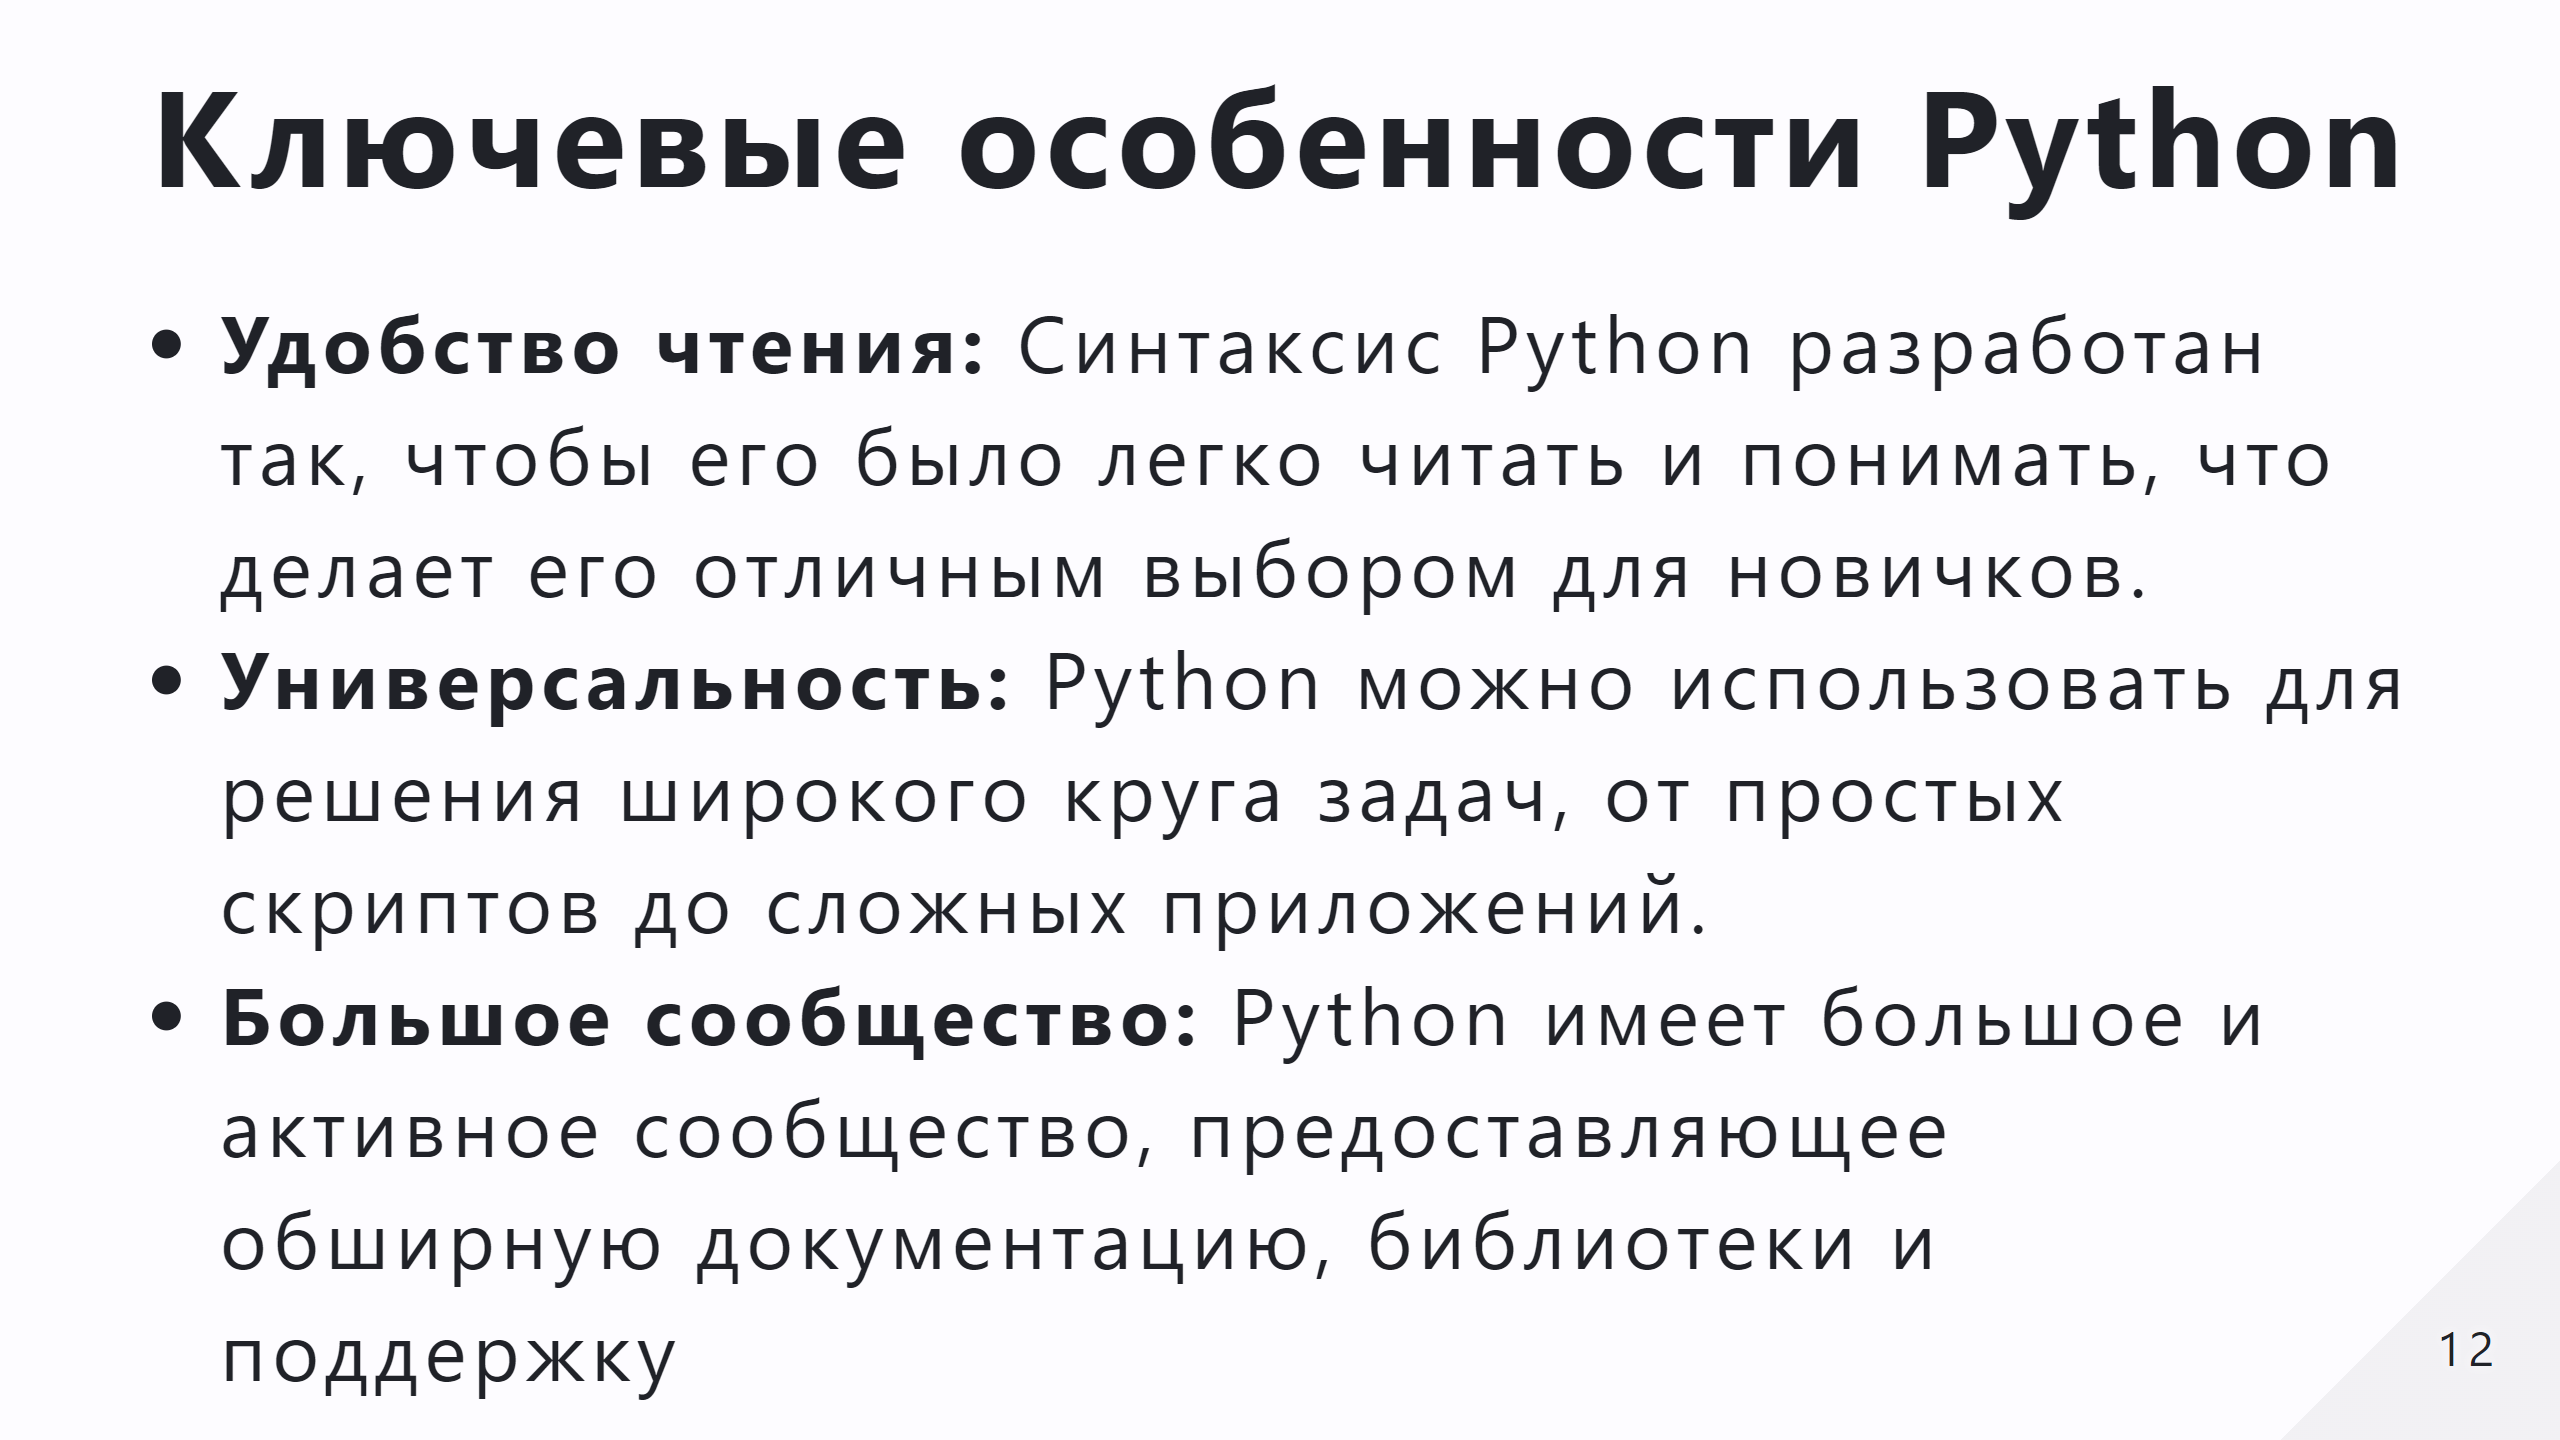 Ключевые особенности Python
• Удобство чтения: Синтаксис Python разработан
так, чтобы его было легко читать и понимать, что
делает его отличным выбором для новичков.
• Универсальность: Python можно использовать для
решения широкого круга задач, от простых
скриптов до сложных приложений.
• Большое сообщество: Python имеет большое и
активное сообщество, предоставляющее
обширную документацию, библиотеки и
поддержку
12